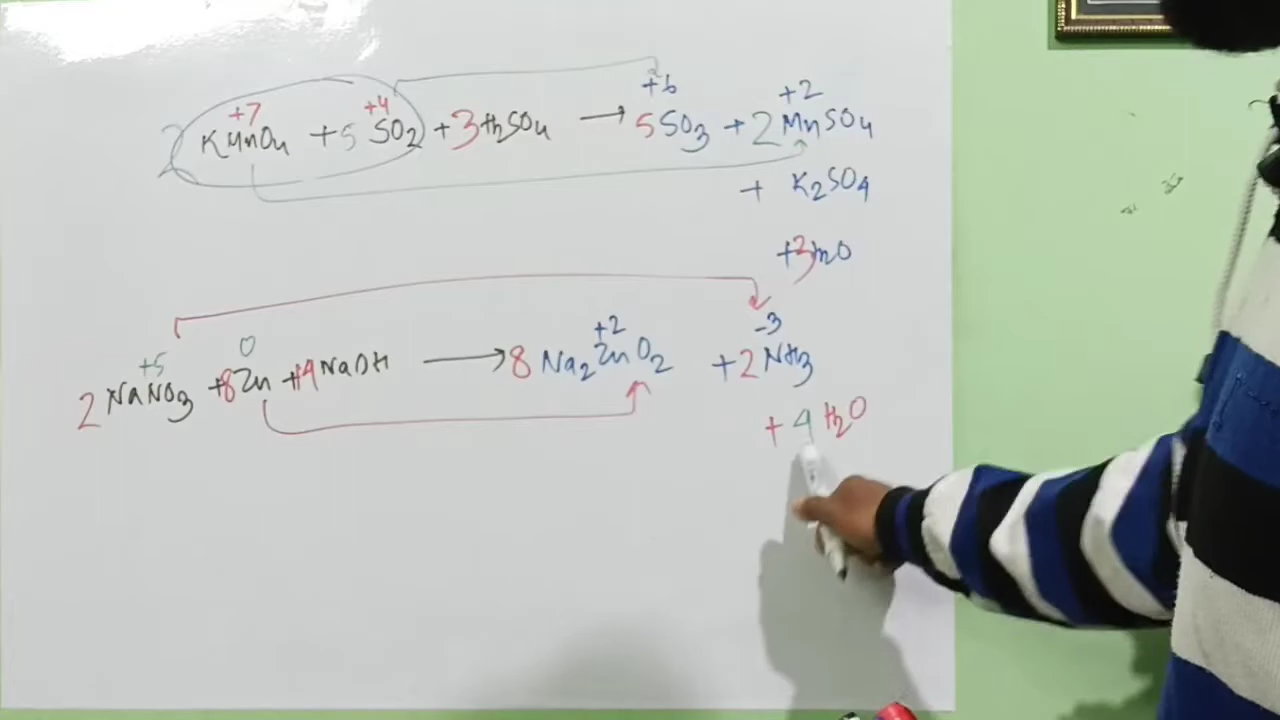 +7 +4 +6 +2
2 KMnO4 + 5 SO2 + 3 H2SO4 → 5 SO3 + 2 MnSO4
+ K2SO4
+ 3 H2O
+5 0 +2 -3
2 NaNO3 + 8 Zn + 4 NaOH → 8 Na2ZnO2 + 2 NH3
+ 4 H2O